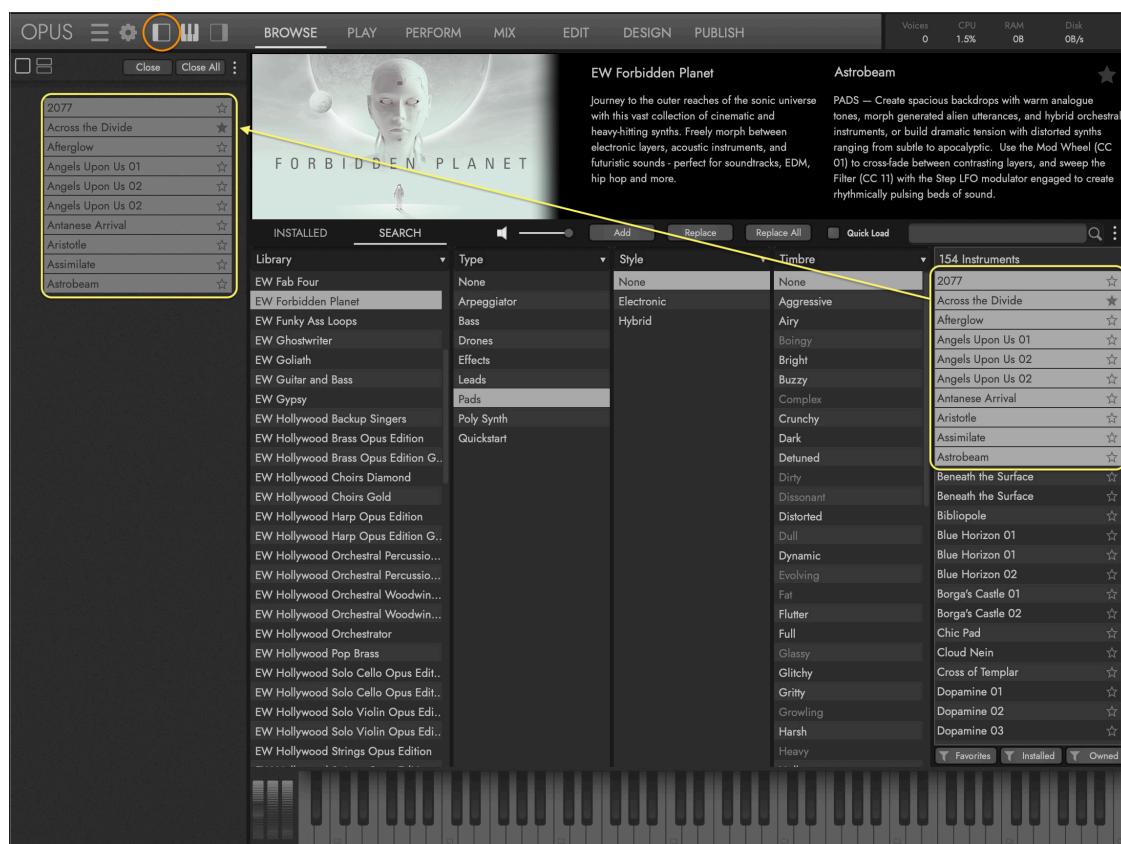 OPUS
BROWSE PLAY PERFORM MIX EDIT DESIGN PUBLISH
Voices CPU RAM Disk
0 1.5% 0B 0B/s
Close Close All
2077
Across the Divide
Afterglow
Angels Upon Us 01
Angels Upon Us 02
Angels Upon Us 02
Antanese Arrival
Aristotle
Assimilate
Astrobeam
FORBIDDEN PLANET
EW Forbidden Planet
Journey to the outer reaches of the sonic universe
with this vast collection of cinematic and
heavy-hitting synths. Freely morph between
electronic layers, acoustic instruments, and
futuristic sounds - perfect for soundtracks, EDM,
hip hop and more.
Astrobeam
PADS — Create spacious backdrops with warm analogue
tones, morph generated alien utterances, and hybrid orchestral
instruments, or build dramatic tension with distorted synths
ranging from subtle to apocalyptic. Use the Mod Wheel (CC
01) to cross-fade between contrasting layers, and sweep the
Filter (CC 11) with the Step LFO modulator engaged to create
rhythmically pulsing beds of sound.
INSTALLED SEARCH Add Replace Replace All Quick Load
Library
EW Fab Four
EW Forbidden Planet
EW Funky Ass Loops
EW Ghostwriter
EW Goliath
EW Guitar and Bass
EW Gypsy
EW Hollywood Backup Singers
EW Hollywood Brass Opus Edition
EW Hollywood Brass Opus Edition G..
EW Hollywood Choirs Diamond
EW Hollywood Choirs Gold
EW Hollywood Harp Opus Edition
EW Hollywood Harp Opus Edition G..
EW Hollywood Orchestral Percussio...
EW Hollywood Orchestral Percussio...
EW Hollywood Orchestral Woodwin...
EW Hollywood Orchestral Woodwin...
EW Hollywood Orchestrator
EW Hollywood Pop Brass
EW Hollywood Solo Cello Opus Edit..
EW Hollywood Solo Cello Opus Edit..
EW Hollywood Solo Violin Opus Edi..
EW Hollywood Solo Violin Opus Edi..
EW Hollywood Strings Opus Edition
Type
None
Arpeggiator
Bass
Drones
Effects
Leads
Pads
Poly Synth
Quickstart
Style
None
Electronic
Hybrid
Timbre
None
Aggressive
Airy
Boingy
Bright
Buzzy
Complex
Crunchy
Dark
Detuned
Dirty
Dissonant
Distorted
Dull
Dynamic
Evolving
Fat
Flutter
Full
Glassy
Glitchy
Gritty
Growling
Harsh
Heavy
154 Instruments
2077
Across the Divide
Afterglow
Angels Upon Us 01
Angels Upon Us 02
Angels Upon Us 02
Antanese Arrival
Aristotle
Assimilate
Astrobeam
Beneath the Surface
Beneath the Surface
Bibliopole
Blue Horizon 01
Blue Horizon 01
Blue Horizon 02
Borga's Castle 01
Borga's Castle 02
Chic Pad
Cloud Nein
Cross of Templar
Dopamine 01
Dopamine 02
Dopamine 03
Favorites Installed Owned